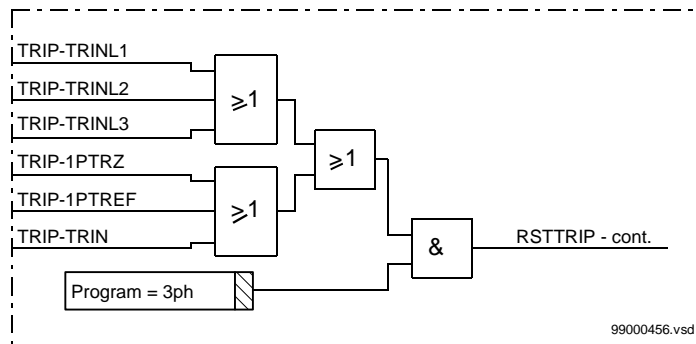 TRIP-TRINL1
TRIP-TRINL2
TRIP-TRINL3
TRIP-1PTRZ
TRIP-1PTREF
TRIP-TRIN
≥1
≥1
≥1
&
RSTTRIP - cont.
Program = 3ph
99000456.vsd